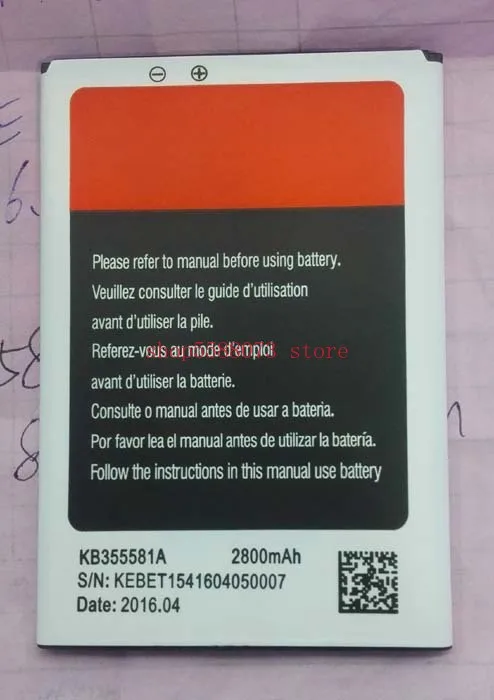 ⊖ ⊕
Please refer to manual before using battery.
Veuillez consulter le guide d'utilisation
avant d'utiliser la pile.
Referez-vous au mode d'emploi
shop5598073 store
avant d'utiliser la batterie.
Consulte o manual antes de usar a bateria.
Por favor lea el manual antes de utilizar la batería.
Follow the instructions in this manual use battery
KB355581A 2800mAh
S/N: KEBET1541604050007
Date: 2016.04